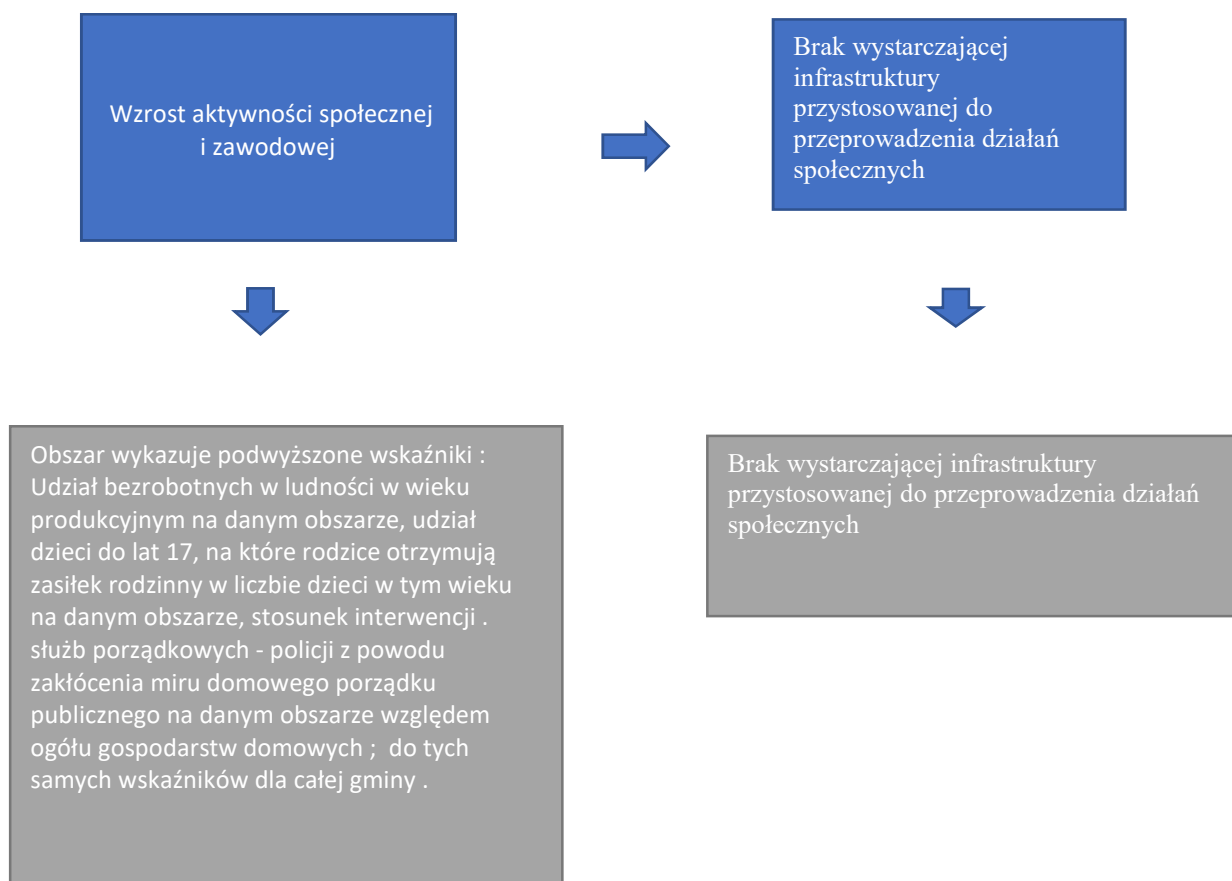 Wzrost aktywności społecznej
i zawodowej
Brak wystarczającej
infrastruktury
przystosowanej do
przeprowadzenia działań
społecznych
Obszar wykazuje podwyższone wskaźniki :
Udział bezrobotnych w ludności w wieku
produkcyjnym na danym obszarze, udział
dzieci do lat 17, na które rodzice otrzymują
zasiłek rodzinny w liczbie dzieci w tym wieku
na danym obszarze, stosunek interwencji .
służb porządkowych - policji z powodu
zakłócenia miru domowego porządku
publicznego na danym obszarze względem
ogółu gospodarstw domowych ;  do tych
samych wskaźników dla całej gminy .
Brak wystarczającej infrastruktury
przystosowanej do przeprowadzenia działań
społecznych